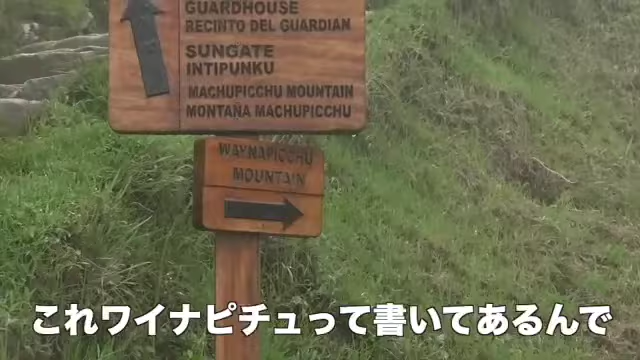 GUARDHOUSE
RECINTO DEL GUARDIAN
SUNGATE
INTIPUNKU
MACHUPICCHU MOUNTAIN
MONTAÑA MACHUPICCHU
WAYNAPICCHU
MOUNTAIN
これワイナピチュって書いてあるんで